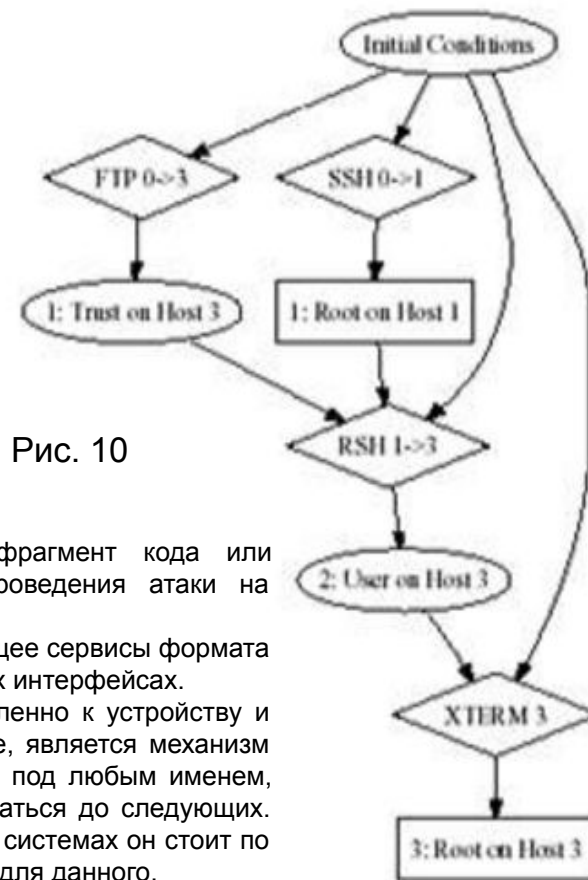 Initial Conditions
FTP 0->3
SSH 0->1
1: Trust on Host 3
1: Root on Host 1
RSH 1->3
Рис. 10
фрагмент кода или
проведения атаки на
2: User on Host 3
щее сервисы формата
х интерфейсах.
ленно к устройству и
е, является механизм
XTERM 3
под любым именем,
аться до следующих.
системах он стоит по
для данного.
3: Root on Host 3